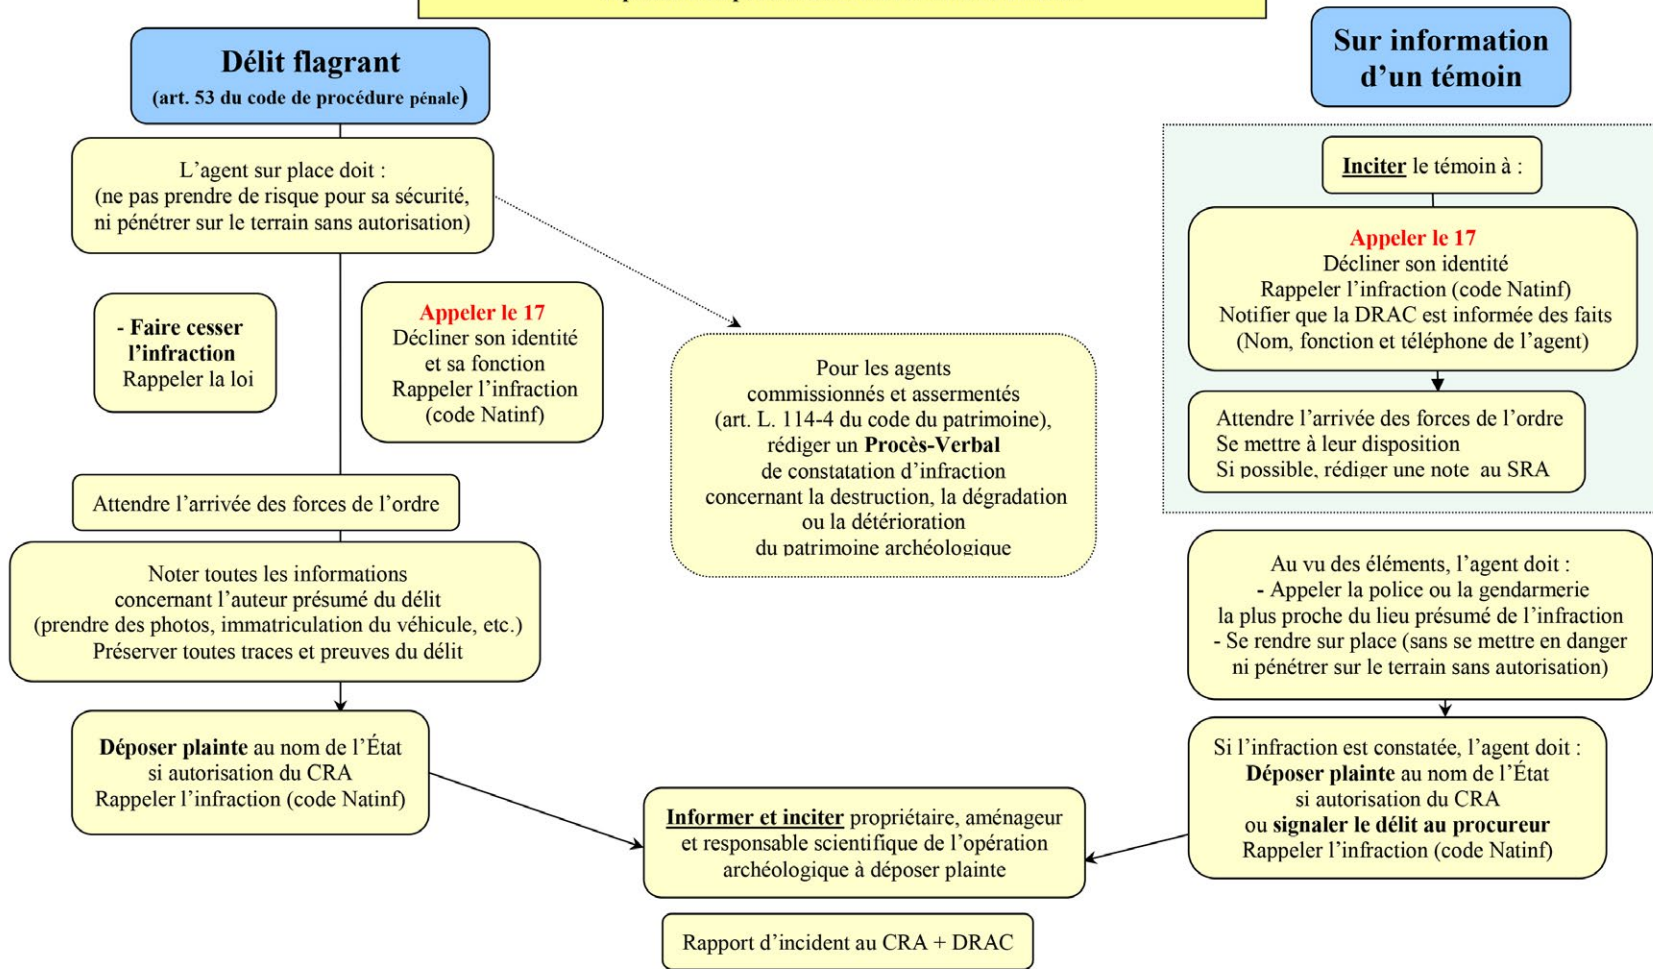 Délit flagrant
(art. 53 du code de procédure pénale)
L’agent sur place doit :
(ne pas prendre de risque pour sa sécurité,
ni pénétrer sur le terrain sans autorisation)
- Faire cesser
l’infraction
Rappeler la loi
Appeler le 17
Décliner son identité
et sa fonction
Rappeler l’infraction
(code Natinf)
Attendre l’arrivée des forces de l’ordre
Noter toutes les informations
concernant l’auteur présumé du délit
(prendre des photos, immatriculation du véhicule, etc.)
Préserver toutes traces et preuves du délit
Déposer plainte au nom de l’État
si autorisation du CRA
Rappeler l’infraction (code Natinf)
Pour les agents
commissionnés et assermentés
(art. L. 114-4 du code du patrimoine),
rédiger un Procès-Verbal
de constatation d’infraction
concernant la destruction, la dégradation
ou la détérioration
du patrimoine archéologique
Sur information
d’un témoin
Inciter le témoin à :
Appeler le 17
Décliner son identité
Rappeler l’infraction (code Natinf)
Notifier que la DRAC est informée des faits
(Nom, fonction et téléphone de l’agent)
Attendre l’arrivée des forces de l’ordre
Se mettre à leur disposition
Si possible, rédiger une note au SRA
Au vu des éléments, l’agent doit :
- Appeler la police ou la gendarmerie
la plus proche du lieu présumé de l’infraction
- Se rendre sur place (sans se mettre en danger
ni pénétrer sur le terrain sans autorisation)
Si l’infraction est constatée, l’agent doit :
Déposer plainte au nom de l’État
si autorisation du CRA
ou signaler le délit au procureur
Rappeler l’infraction (code Natinf)
Informer et inciter propriétaire, aménageur
et responsable scientifique de l’opération
archéologique à déposer plainte
Rapport d’incident au CRA + DRAC